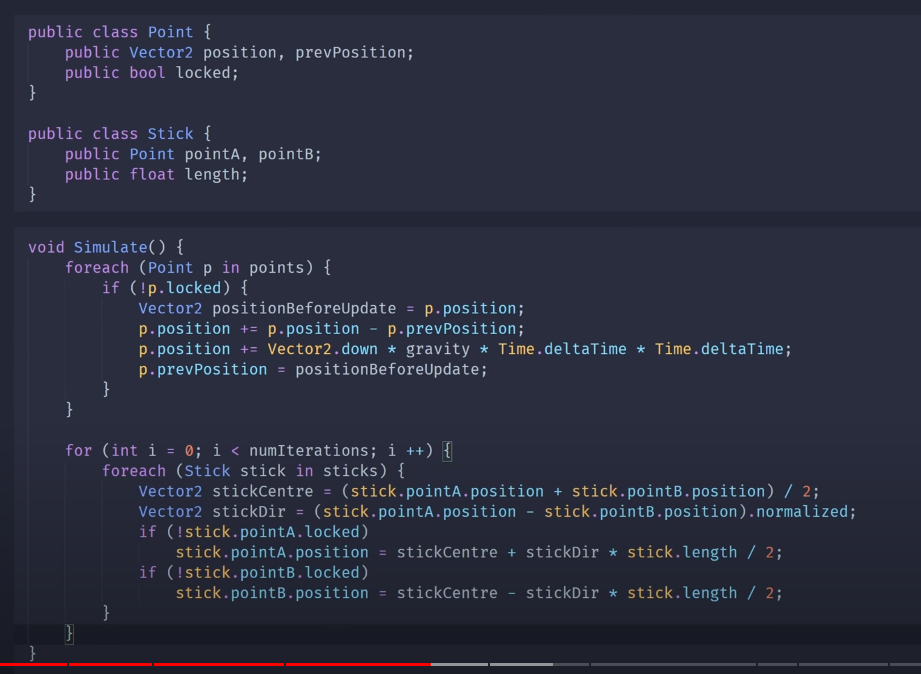 public class Point {
public Vector2 position, prevPosition;
public bool locked;
}
public class Stick {
public Point pointA, pointB;
public float length;
}
void Simulate() {
foreach (Point p in points) {
if (!p.locked) {
Vector2 positionBeforeUpdate = p.position;
p.position += p.position - p.prevPosition;
p.position += Vector2.down * gravity * Time.deltaTime * Time.deltaTime;
p.prevPosition = positionBeforeUpdate;
}
}
for (int i = 0; i < numIterations; i ++) {
foreach (Stick stick in sticks) {
Vector2 stickCentre = (stick.pointA.position + stick.pointB.position) / 2;
Vector2 stickDir = (stick.pointA.position - stick.pointB.position).normalized;
if (!stick.pointA.locked)
stick.pointA.position = stickCentre + stickDir * stick.length / 2;
if (!stick.pointB.locked)
stick.pointB.position = stickCentre - stickDir * stick.length / 2;
}
}
}